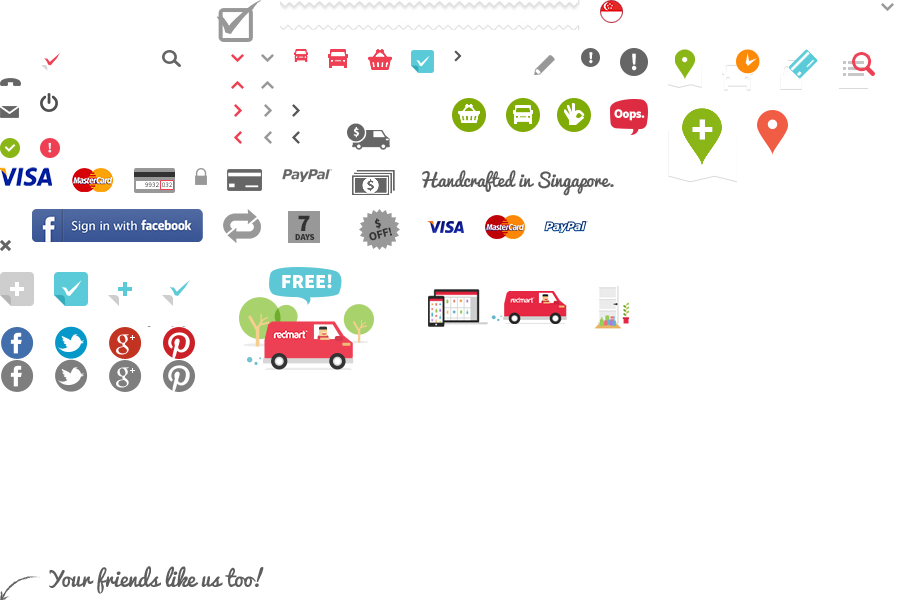 Oops.
$
VISA
MasterCard
9932 032
PayPal
$
Handcrafted in Singapore.
f Sign in with facebook
7
DAYS
$
OFF!
VISA
MasterCard
PayPal
FREE!
redmart
redmart
f
g+
f
g+
Your friends like us too!